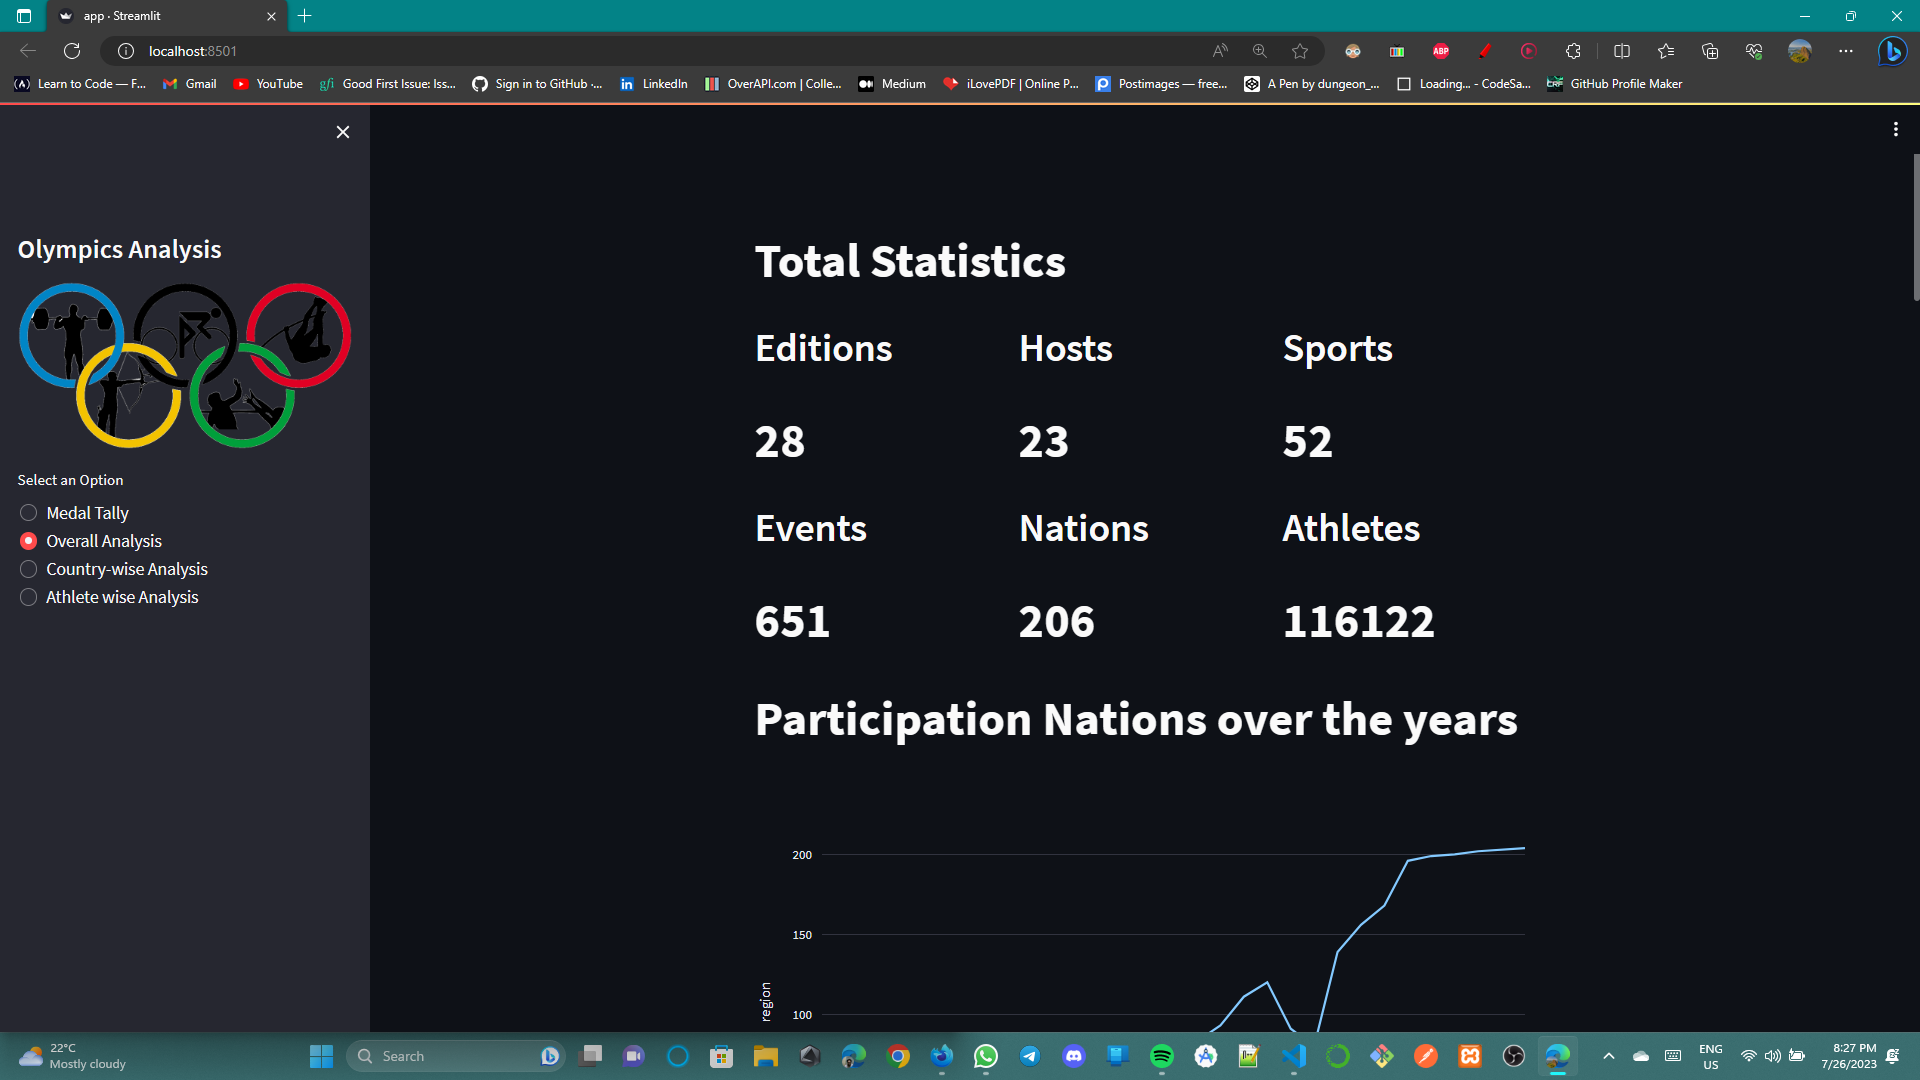 app · Streamlit
localhost:8501
ABP
Learn to Code — F...
Gmail
YouTube
gfi Good First Issue: Iss...
Sign in to GitHub ·...
LinkedIn
OverAPI.com | Colle...
Medium
iLovePDF | Online P...
Postimages — free...
A Pen by dungeon_...
Loading... - CodeSa...
GitHub Profile Maker
Olympics Analysis
Select an Option
Medal Tally
Overall Analysis
Country-wise Analysis
Athlete wise Analysis
Total Statistics
Editions Hosts Sports
28 23 52
Events Nations Athletes
651 206 116122
Participation Nations over the years
200
150
100
region
22°C
Mostly cloudy
Search
ENG
US
8:27 PM
7/26/2023